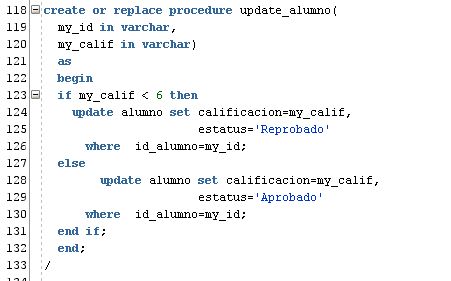 118 create or replace procedure update_alumno(
119 my_id in varchar,
120 my_calif in varchar)
121 as
122 begin
123 if my_calif < 6 then
124 update alumno set calificacion=my_calif,
125 estatus='Reprobado'
126 where id_alumno=my_id;
127 else
128 update alumno set calificacion=my_calif,
129 estatus='Aprobado'
130 where id_alumno=my_id;
131 end if;
132 end;
133 /